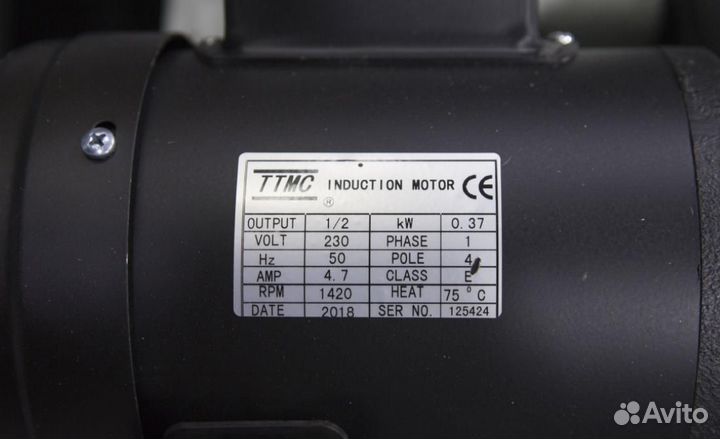 TTMC INDUCTION MOTOR CE
®
OUTPUT 1/2 kW 0.37
VOLT 230 PHASE 1
Hz 50 POLE 4
AMP 4.7 CLASS E
RPM 1420 HEAT 75°C
DATE 2018 SER NO. 125424
Avito